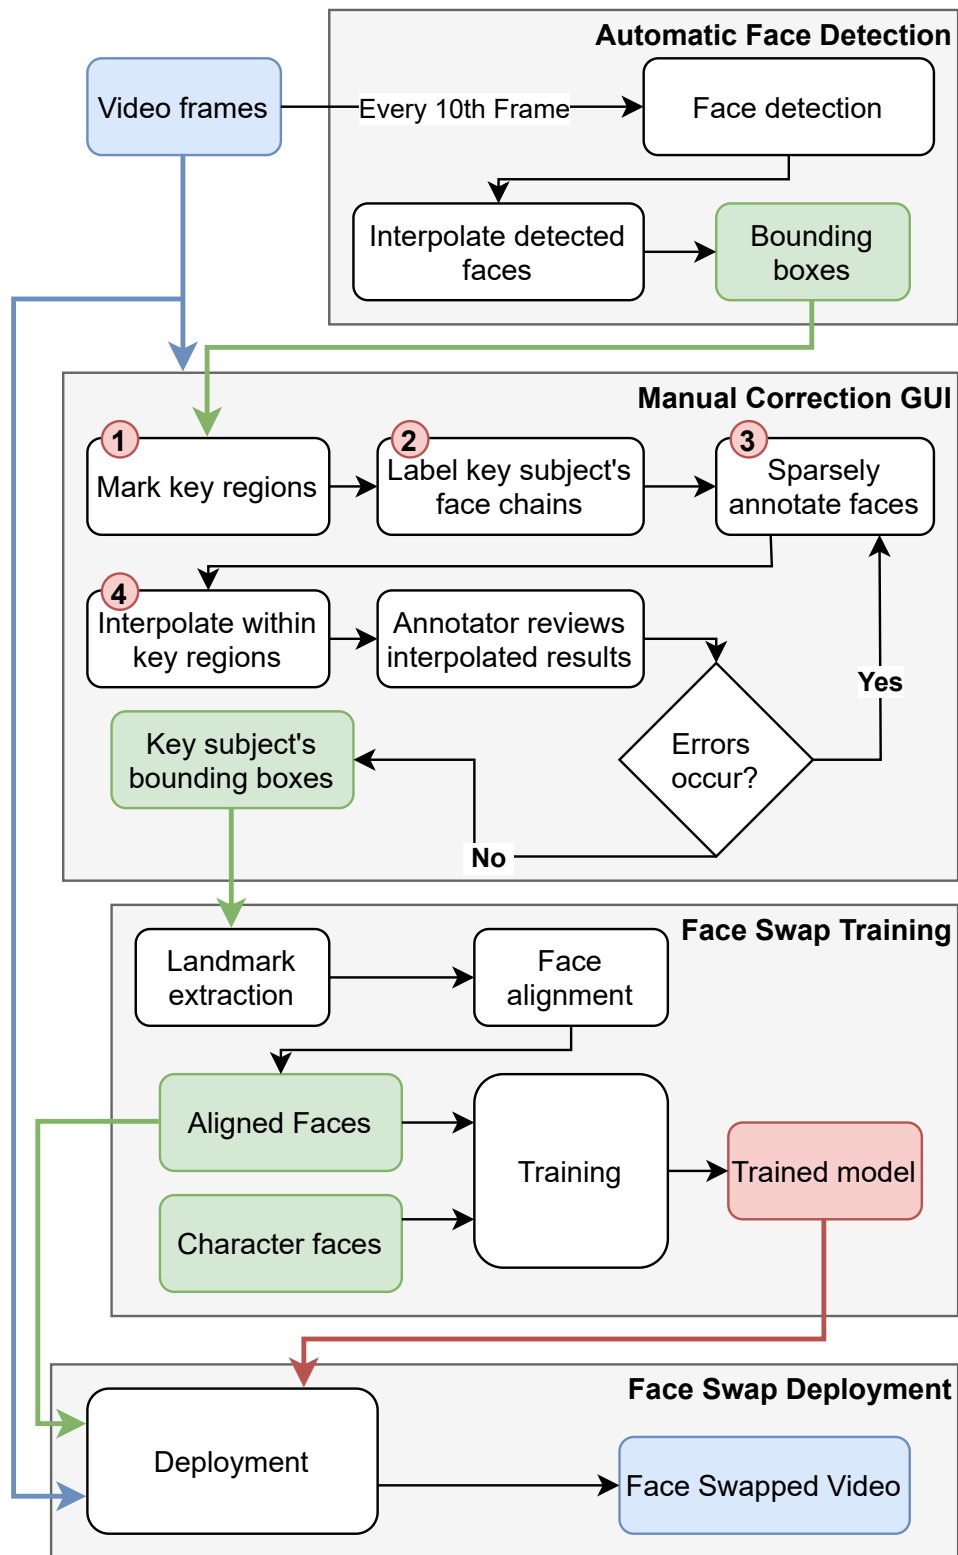 Automatic Face Detection
Video frames
Every 10th Frame
Face detection
Interpolate detected
faces
Bounding
boxes
Manual Correction GUI
1
Mark key regions
2
Label key subject's
face chains
3
Sparsely
annotate faces
4
Interpolate within
key regions
Annotator reviews
interpolated results
Errors
occur?
Yes
No
Key subject's
bounding boxes
Face Swap Training
Landmark
extraction
Face
alignment
Aligned Faces
Character faces
Training
Trained model
Face Swap Deployment
Deployment
Face Swapped Video